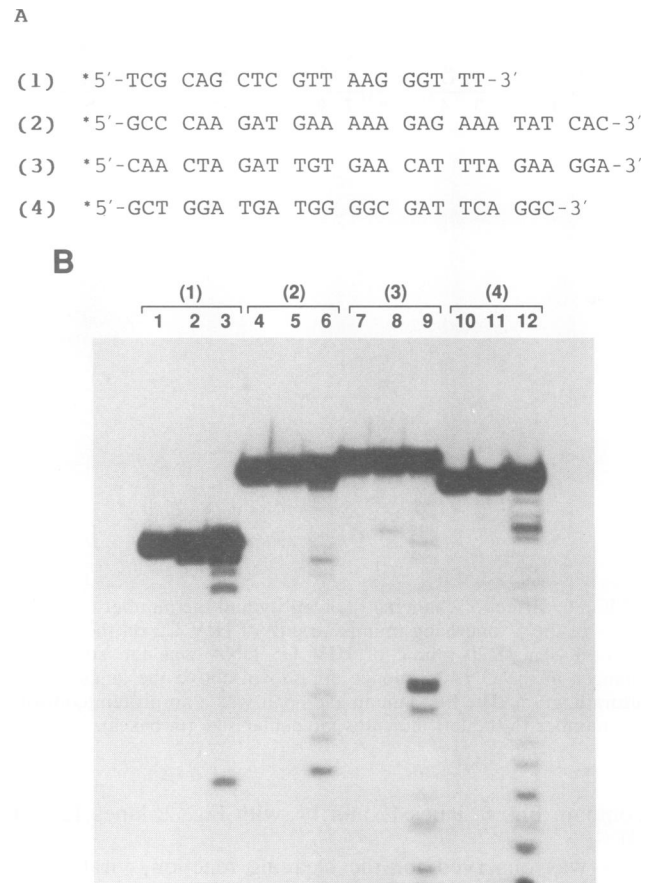 A
(1) *5′-TCG CAG CTC GTT AAG GGT TT-3′
(2) *5′-GCC CAA GAT GAA AAA GAG AAA TAT CAC-3′
(3) *5′-CAA CTA GAT TGT GAA CAT TTA GAA GGA-3′
(4) *5′-GCT GGA TGA TGG GGC GAT TCA GGC-3′
B
(1) (2) (3) (4)
1 2 3 4 5 6 7 8 9 10 11 12